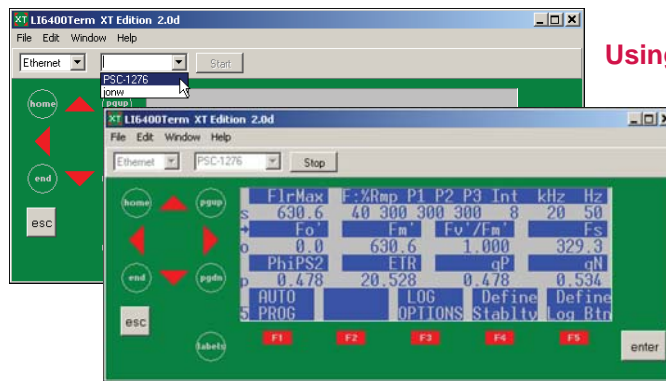 XT LI6400Term XT Edition 2.0d
File Edit Window Help
Ethernet Start
PSC-1276
jonw
home pgup
end
esc
Using
XT LI6400Term XT Edition 2.0d
File Edit Window Help
Ethernet PSC-1276 Stop
home pgup
end pgdn
esc
labels
FlrMax F:%Rmp P1 P2 P3 Int kHz Hz
s 630.6 40 300 300 300 8 20 50
→ Fo' Fm' Fv'/Fm' Fs
o 0.0 630.6 1.000 329.3
PhiPS2 ETR qP qN
p 0.478 20.528 0.478 0.534
AUTO LOG Define Define
5 PROG OPTIONS Stablty Log Btn
F1 F2 F3 F4 F5
enter